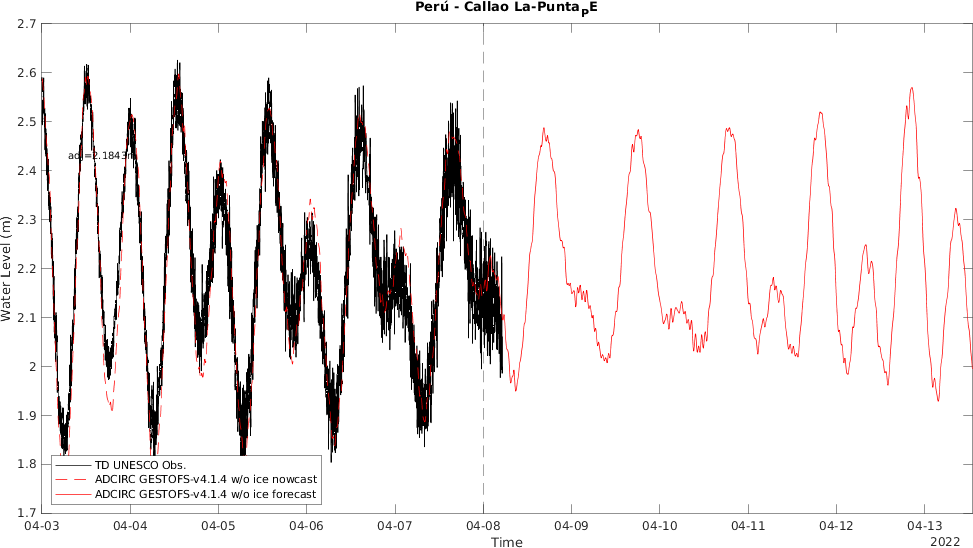 Perú - Callao La-PuntaPE
2.7
2.6
2.5
2.4
2.3
2.2
2.1
2
1.9
1.8
1.7
Water Level (m)
adj=2.1843m
TD UNESCO Obs.
ADCIRC GESTOFS-v4.1.4 w/o ice nowcast
ADCIRC GESTOFS-v4.1.4 w/o ice forecast
04-03 04-04 04-05 04-06 04-07 04-08 04-09 04-10 04-11 04-12 04-13
Time
2022